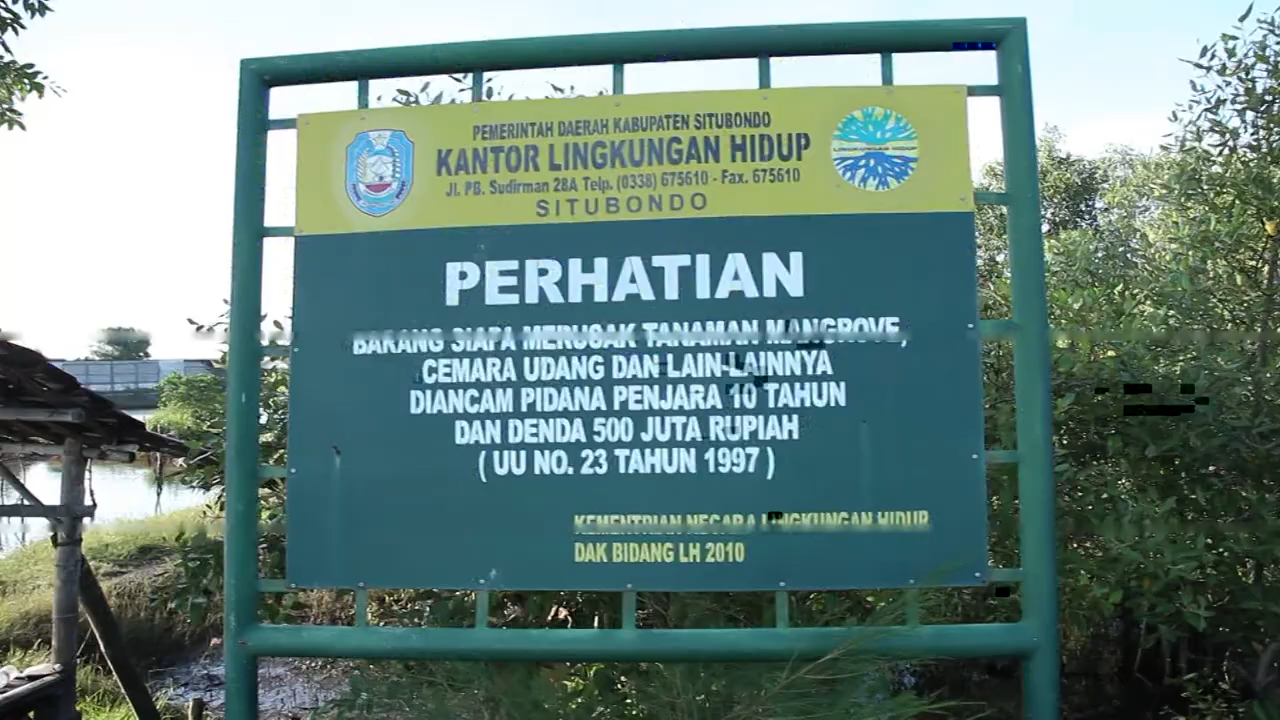 PEMERINTAH DAERAH KABUPATEN SITUBONDO
KANTOR LINGKUNGAN HIDUP
Jl. PB. Sudirman 28A Telp. (0338) 675610 - Fax. 675610
SITUBONDO
LINGKUNGAN HIDUP
PERHATIAN
BARANG SIAPA MERUSAK TANAMAN MANGROVE,
CEMARA UDANG DAN LAIN-LAINNYA
DIANCAM PIDANA PENJARA 10 TAHUN
DAN DENDA 500 JUTA RUPIAH
( UU NO. 23 TAHUN 1997 )
KEMENTRIAN NEGARA LINGKUNGAN HIDUP
DAK BIDANG LH 2010